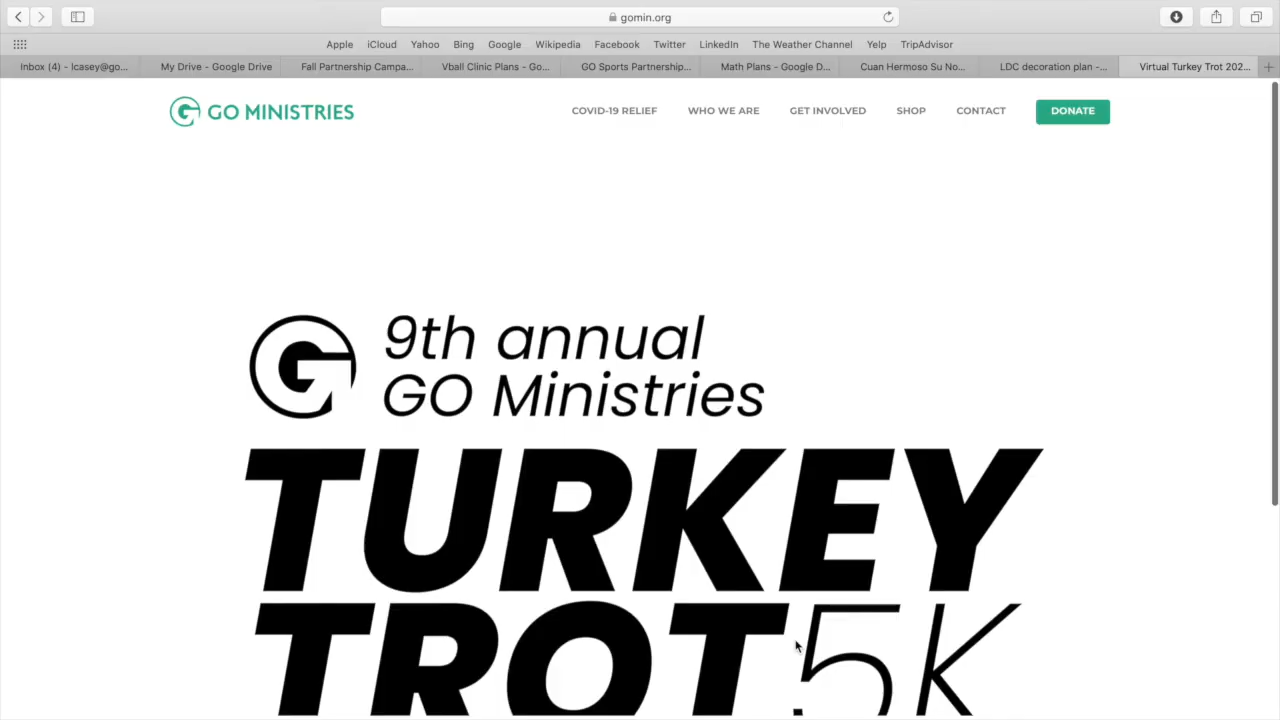 gomin.org
Apple iCloud Yahoo Bing Google Wikipedia Facebook Twitter LinkedIn The Weather Channel Yelp TripAdvisor
Inbox (4) - lcasey@go... My Drive - Google Drive Fall Partnership Campa... Vball Clinic Plans - Go... GO Sports Partnership... Math Plans - Google D... Cuan Hermoso Su No... LDC decoration plan -... Virtual Turkey Trot 202...
GO MINISTRIES COVID-19 RELIEF WHO WE ARE GET INVOLVED SHOP CONTACT DONATE
9th annual
GO Ministries
TURKEY
TROT 5K